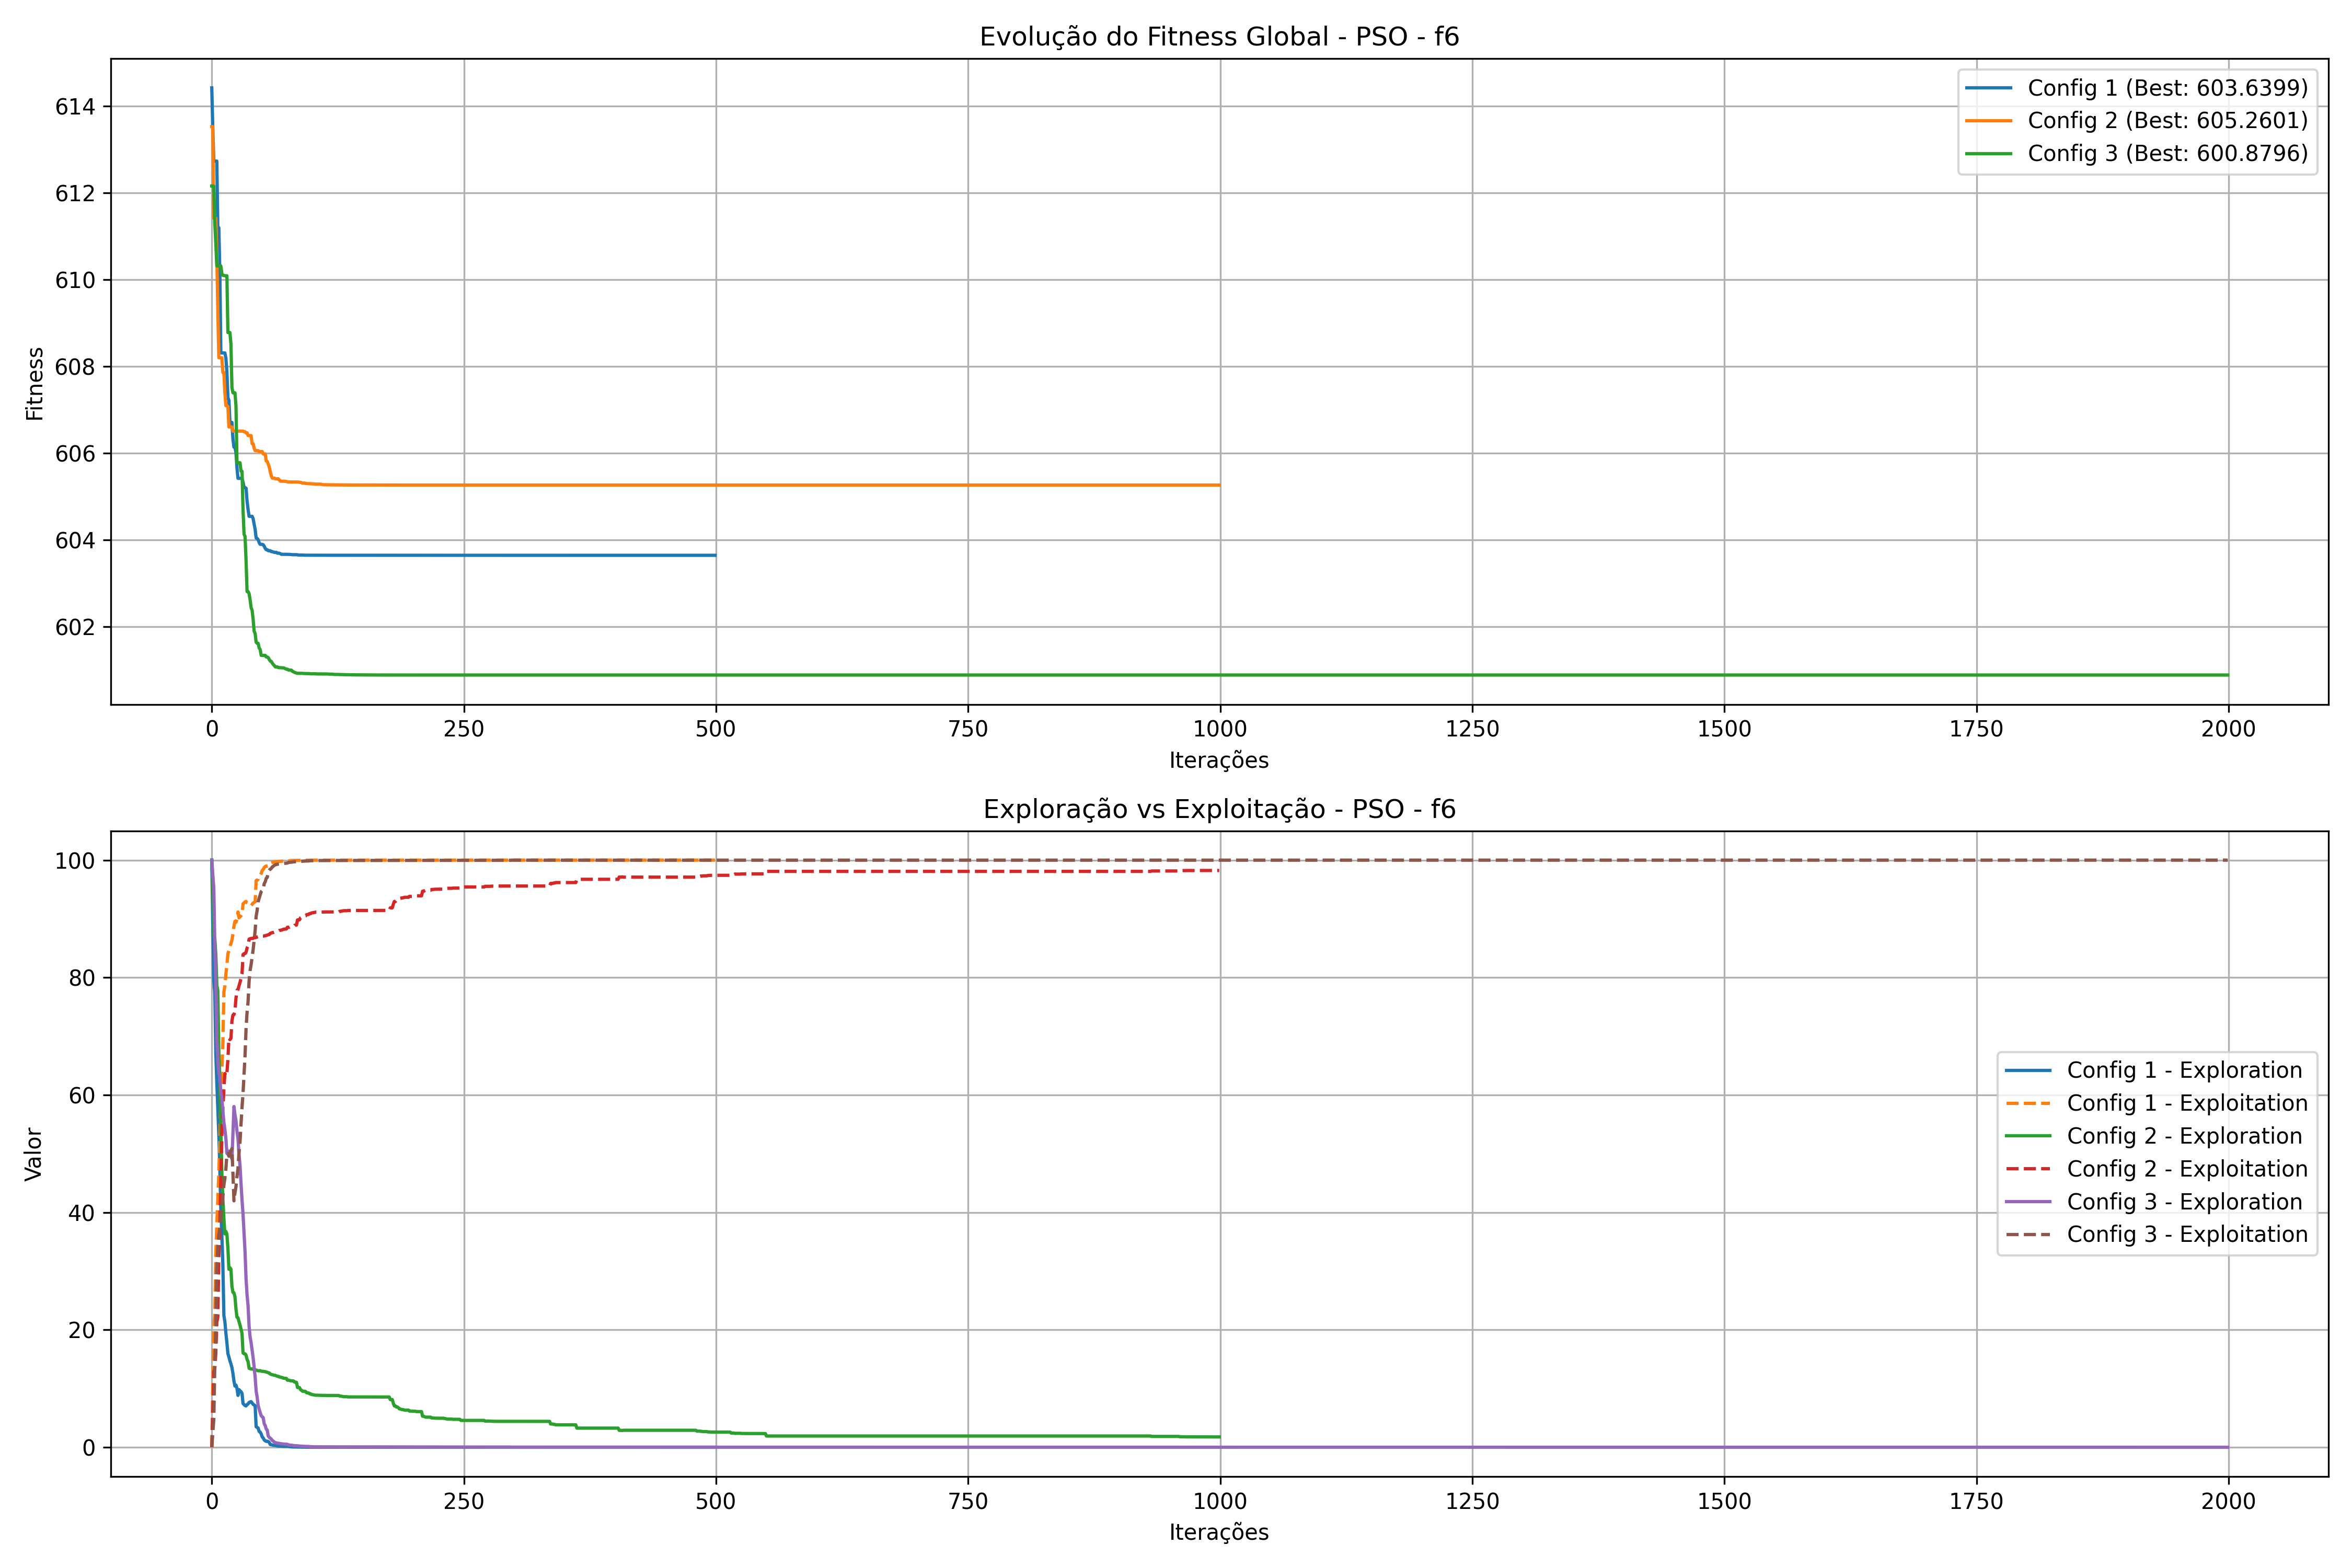 Evolução do Fitness Global - PSO - f6
Fitness
614
612
610
608
606
604
602
Config 1 (Best: 603.6399)
Config 2 (Best: 605.2601)
Config 3 (Best: 600.8796)
0 250 500 750 1000 1250 1500 1750 2000
Iterações
Exploração vs Exploitação - PSO - f6
Valor
100
80
60
40
20
0
Config 1 - Exploration
Config 1 - Exploitation
Config 2 - Exploration
Config 2 - Exploitation
Config 3 - Exploration
Config 3 - Exploitation
0 250 500 750 1000 1250 1500 1750 2000
Iterações